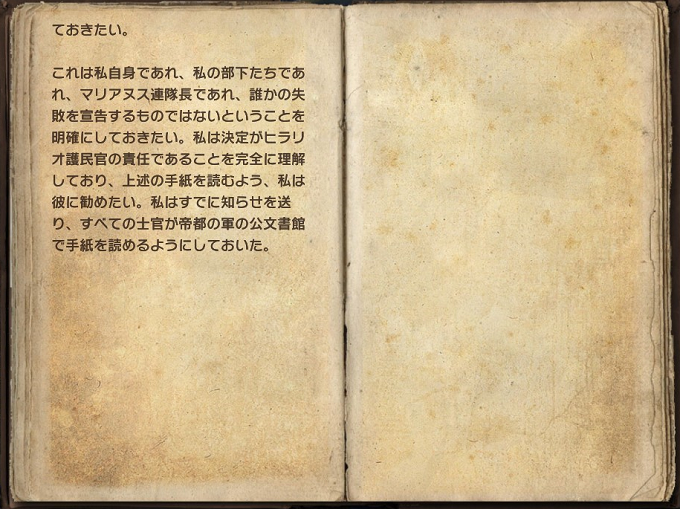 ておきたい。
これは私自身であれ、私の部下たちであ
れ、マリアヌス連隊長であれ、誰かの失
敗を宣告するものではないということを
明確にしておきたい。私は決定がヒラリ
オ護民官の責任であることを完全に理解
しており、上述の手紙を読むよう、私は
彼に勧めたい。私はすでに知らせを送
り、すべての士官が帝都の軍の公文書館
で手紙を読めるようにしておいた。